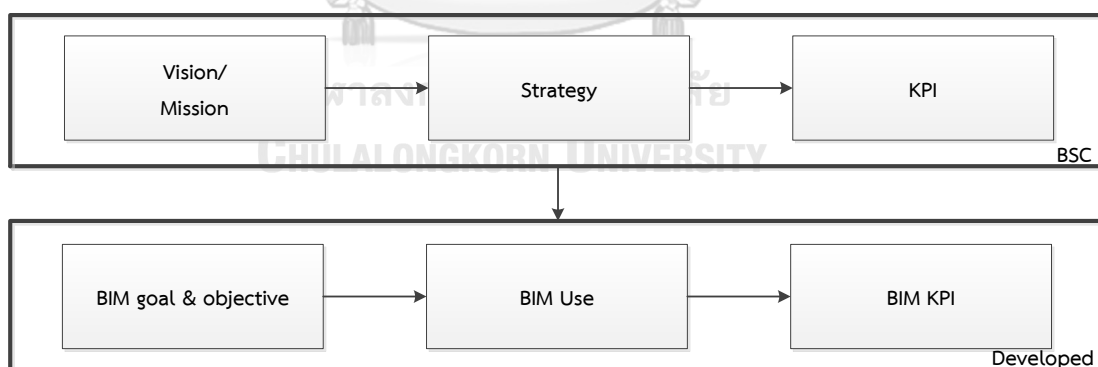 Vision/
Mission
Strategy
KPI
CHULALONGKORN UNIVERSITY
BSC
BIM goal & objective
BIM Use
BIM KPI
Developed